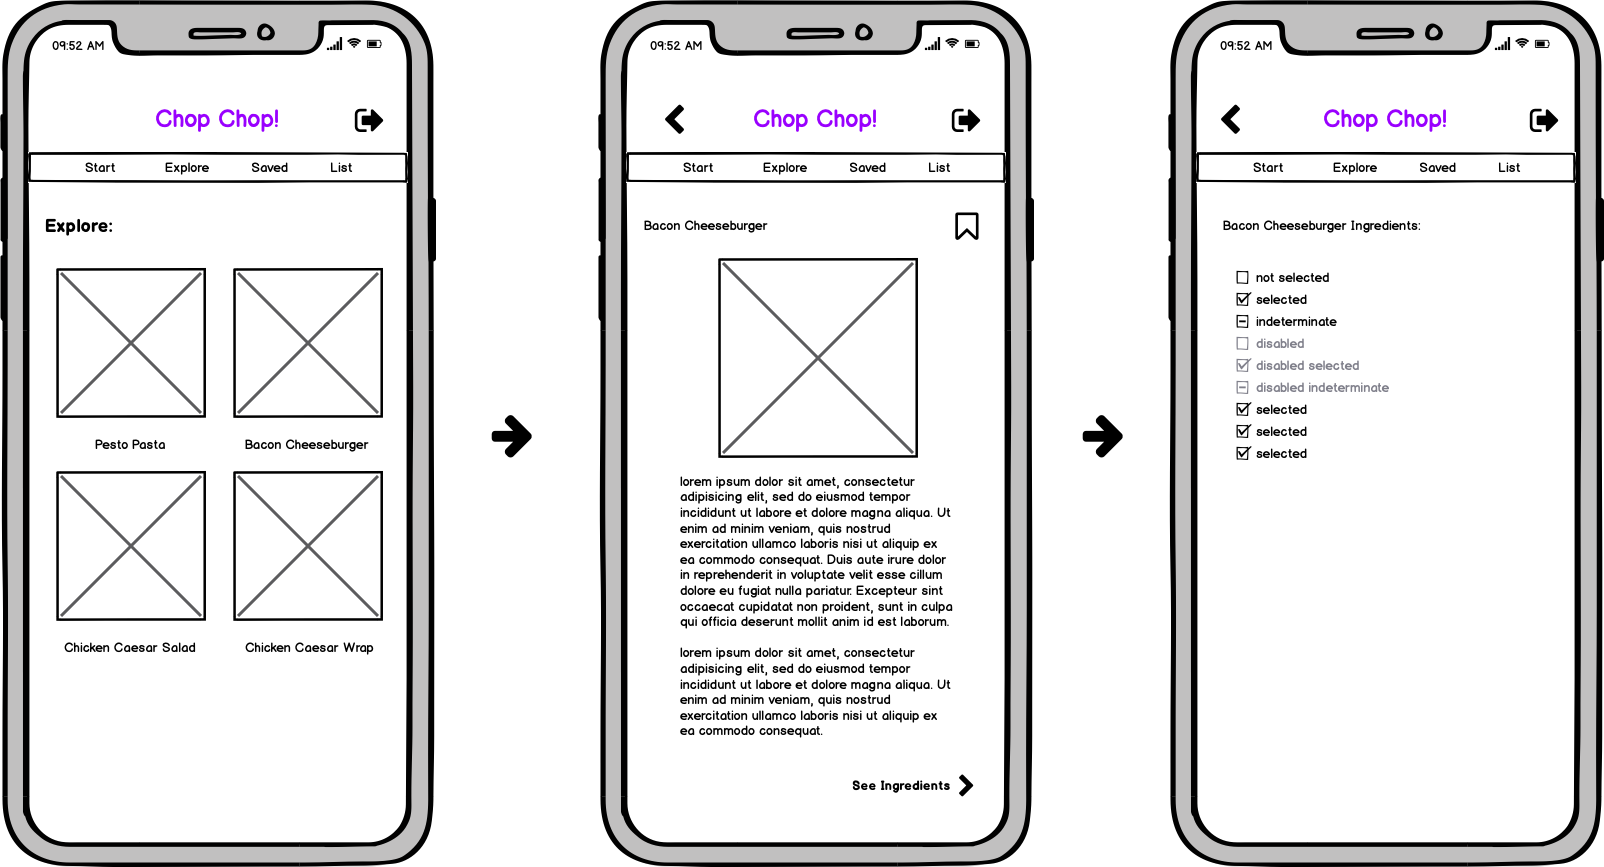 09:52 AM
Chop Chop!
Start Explore Saved List
Explore:
Pesto Pasta
Bacon Cheeseburger
Chicken Caesar Salad
Chicken Caesar Wrap
09:52 AM
Chop Chop!
Start Explore Saved List
Bacon Cheeseburger
lorem ipsum dolor sit amet, consectetur
adipisicing elit, sed do eiusmod tempor
incididunt ut labore et dolore magna aliqua. Ut
enim ad minim veniam, quis nostrud
exercitation ullamco laboris nisi ut aliquip ex
ea commodo consequat. Duis aute irure dolor
in reprehenderit in voluptate velit esse cillum
dolore eu fugiat nulla pariatur. Excepteur sint
occaecat cupidatat non proident, sunt in culpa
qui officia deserunt mollit anim id est laborum.
lorem ipsum dolor sit amet, consectetur
adipisicing elit, sed do eiusmod tempor
incididunt ut labore et dolore magna aliqua. Ut
enim ad minim veniam, quis nostrud
exercitation ullamco laboris nisi ut aliquip ex
ea commodo consequat.
See Ingredients
09:52 AM
Chop Chop!
Start Explore Saved List
Bacon Cheeseburger Ingredients:
not selected
selected
indeterminate
disabled
disabled selected
disabled indeterminate
selected
selected
selected